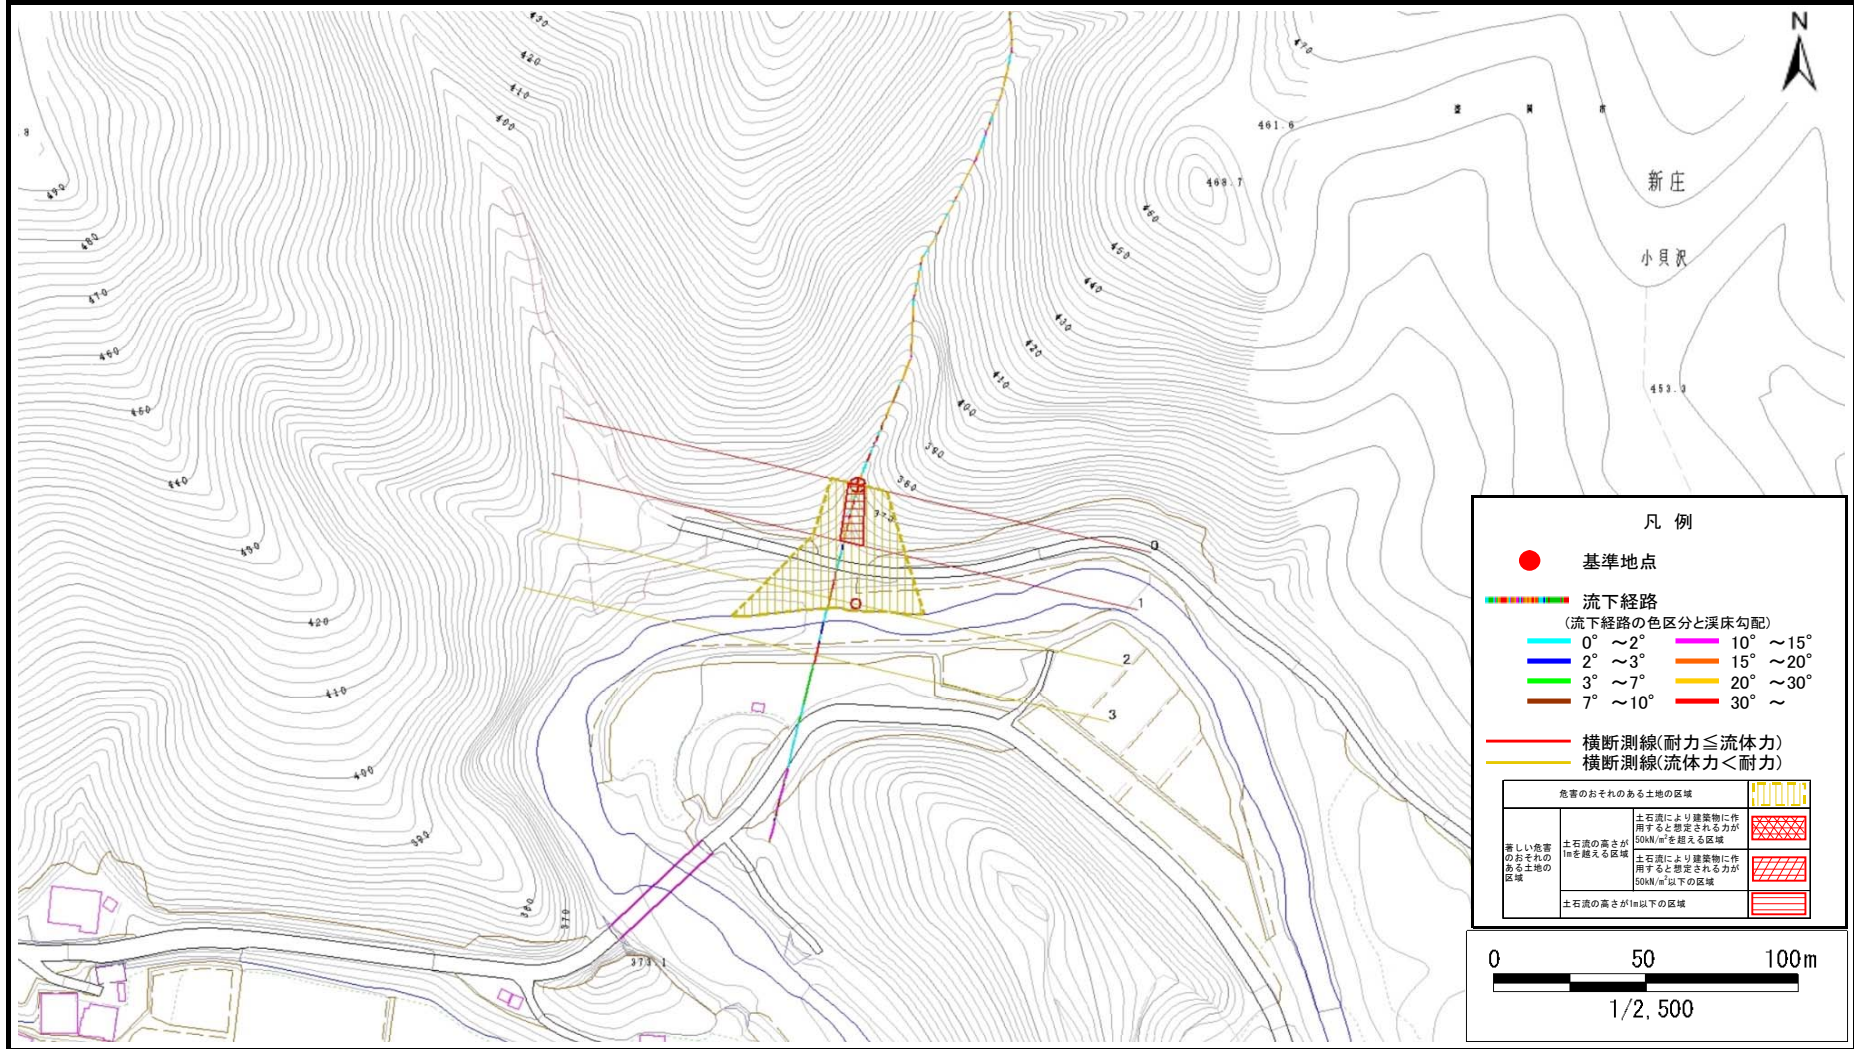 N
430
420
410
400
.8
490
480
470
460
450
440
430
420
410
400
390
380
370
373.1
470
461.6
468.7
460
450
440
430
420
410
400
390
380
新庄
小貝沢
453.3
0
1
2
3
凡 例
基準地点
流下経路
(流下経路の色区分と渓床勾配)
0° ~2° 10° ~15°
2° ~3° 15° ~20°
3° ~7° 20° ~30°
7° ~10° 30° ~
横断測線(耐力≦流体力)
横断測線(流体力<耐力)
危害のおそれのある土地の区域
著しい危害
のおそれの
ある土地の
区域
土石流の高さが
1mを越える区域
土石流により建築物に作
用すると想定される力が
50kN/m²を超える区域
土石流により建築物に作
用すると想定される力が
50kN/m²以下の区域
土石流の高さが1m以下の区域
0 50 100m
1/2,500